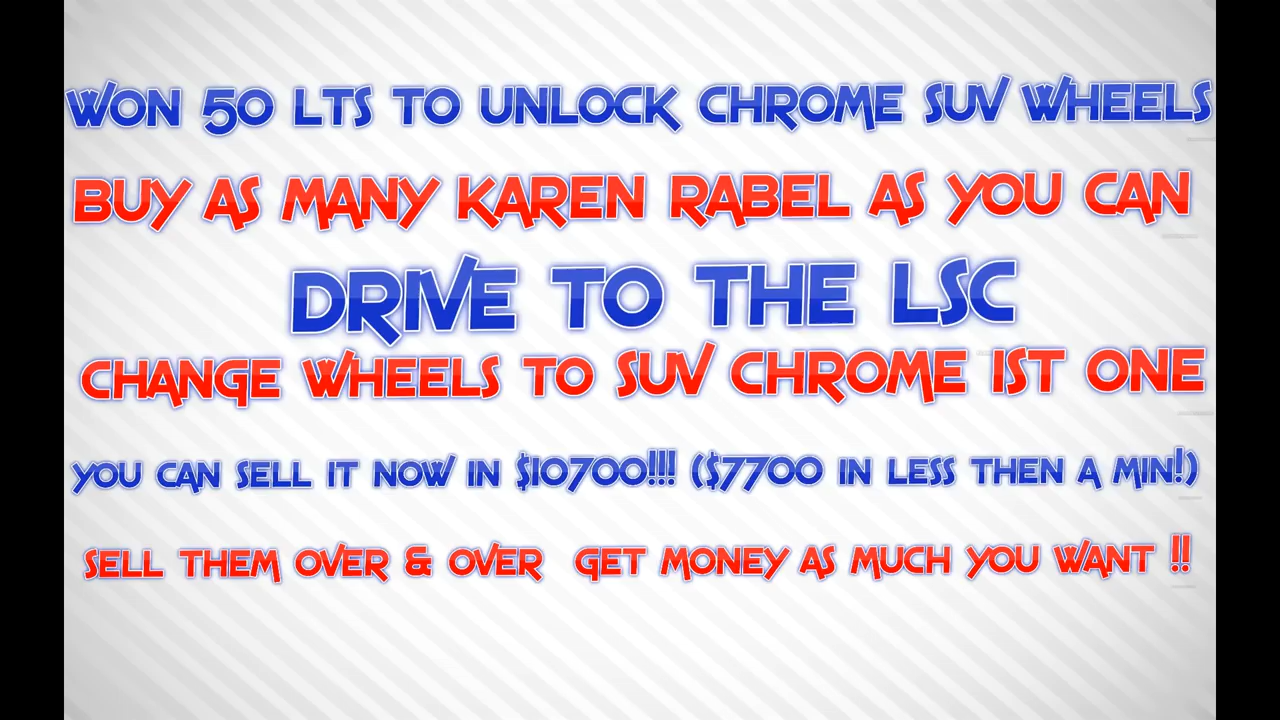 WON 50 LTS TO UNLOCK CHROME SUV WHEELS
BUY AS MANY KAREN RABEL AS YOU CAN
DRIVE TO THE LSC
CHANGE WHEELS TO SUV CHROME 1ST ONE
YOU CAN SELL IT NOW IN $10700!!! ($7700 IN LESS THEN A MIN!)
SELL THEM OVER & OVER GET MONEY AS MUCH YOU WANT !!